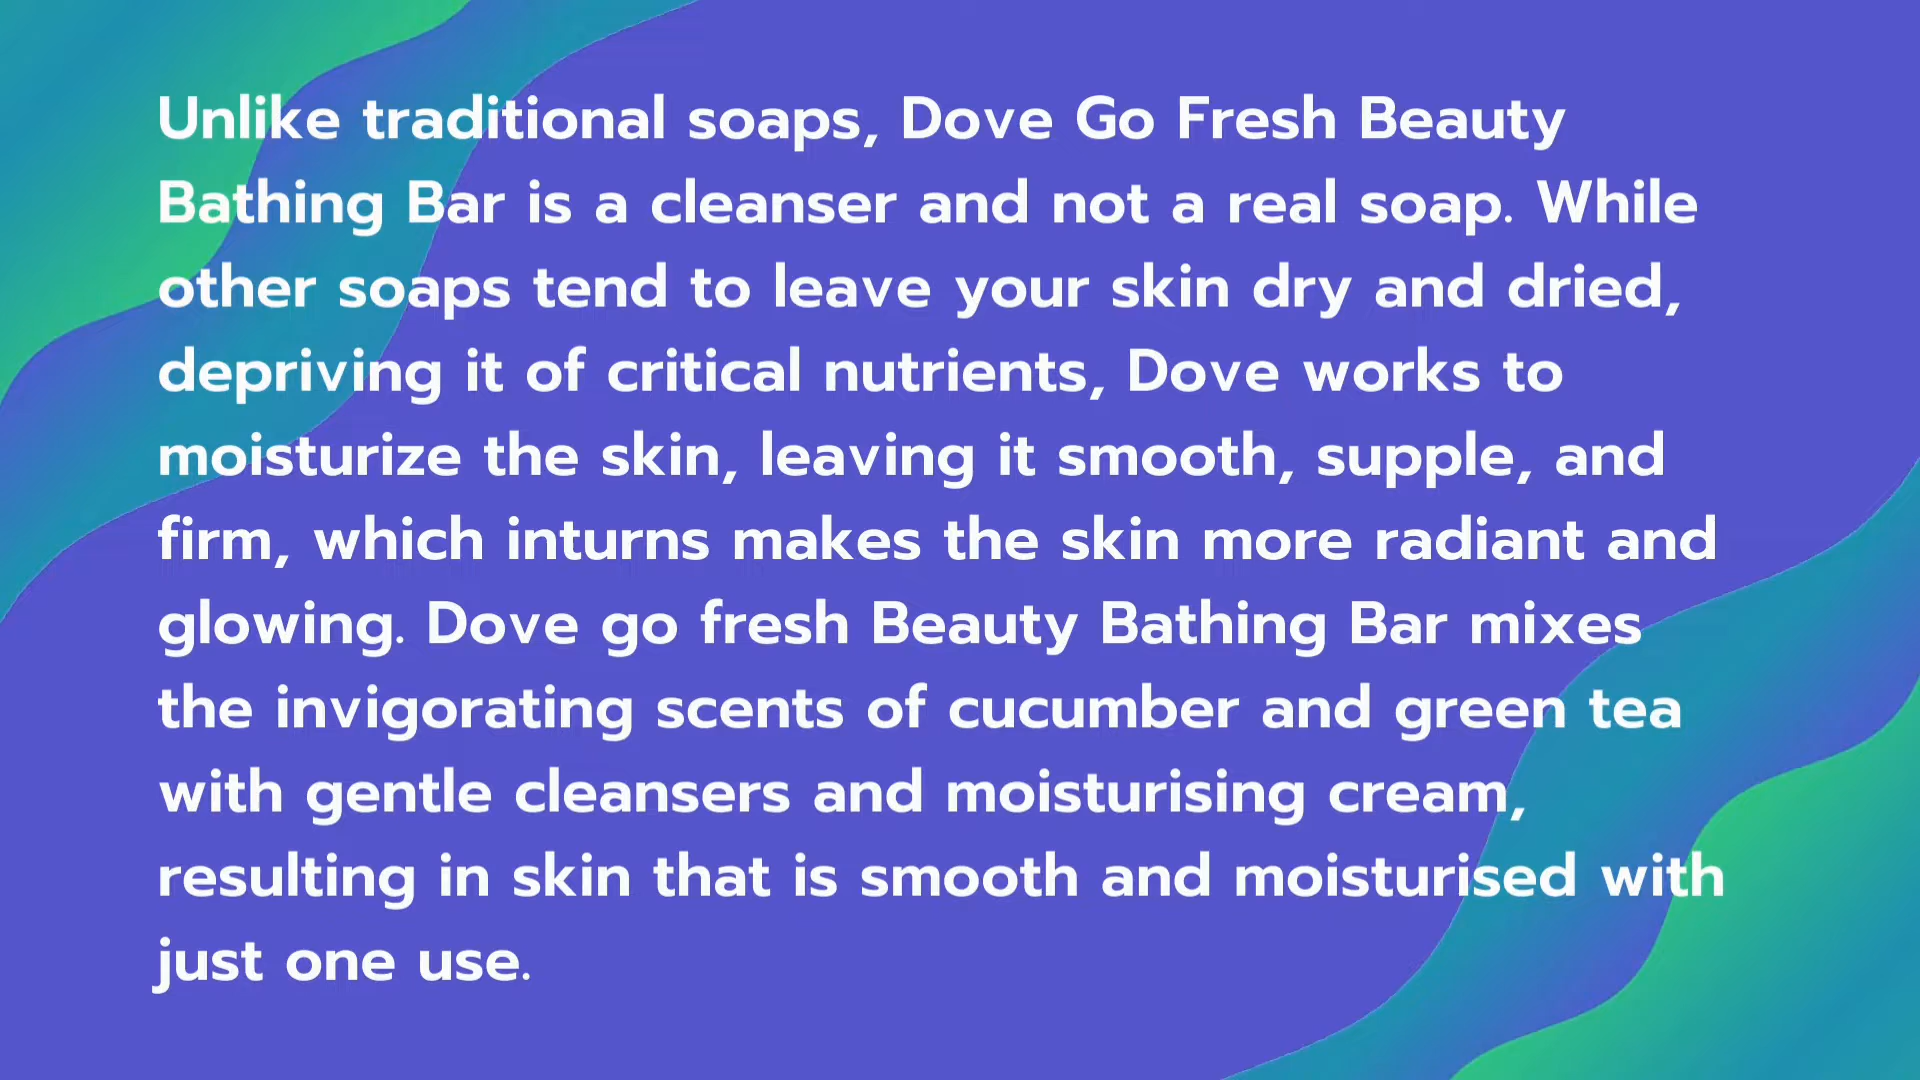 Unlike traditional soaps, Dove Go Fresh Beauty
Bathing Bar is a cleanser and not a real soap. While
other soaps tend to leave your skin dry and dried,
depriving it of critical nutrients, Dove works to
moisturize the skin, leaving it smooth, supple, and
firm, which inturns makes the skin more radiant and
glowing. Dove go fresh Beauty Bathing Bar mixes
the invigorating scents of cucumber and green tea
with gentle cleansers and moisturising cream,
resulting in skin that is smooth and moisturised with
just one use.